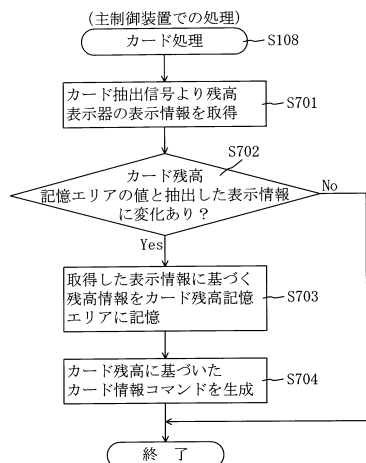 (主制御装置での処理)
カード処理
S108
カード抽出信号より残高
表示器の表示情報を取得
S701
S702
カード残高
記憶エリアの値と抽出した表示情報
に変化あり？
No
Yes
取得した表示情報に基づく
残高情報をカード残高記憶
エリアに記憶
S703
カード残高に基づいた
カード情報コマンドを生成
S704
終 了